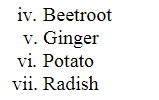 iv. Beetroot
v. Ginger
vi. Potato
vii. Radish